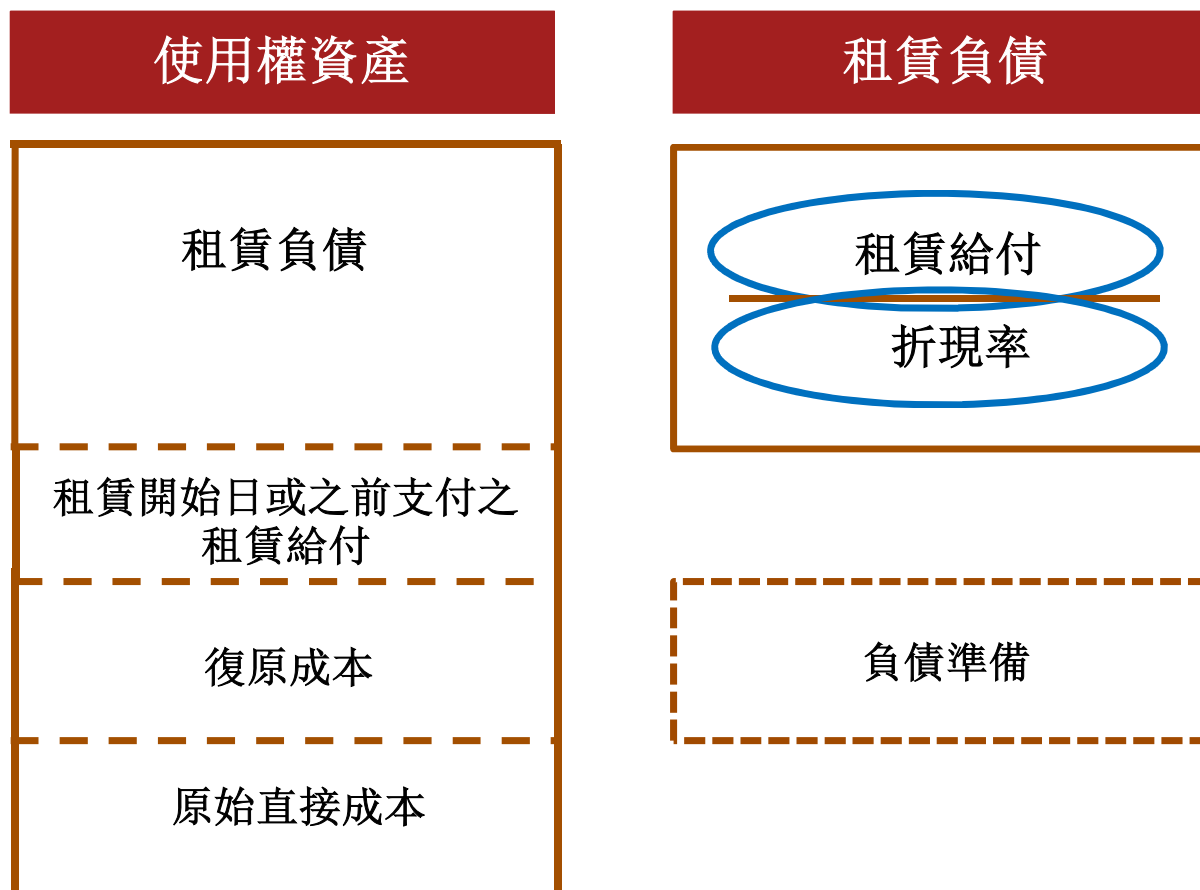 使用權資產
租賃負債
租賃負債
租賃開始日或之前支付之
租賃給付
復原成本
原始直接成本
租賃給付
折現率
負債準備